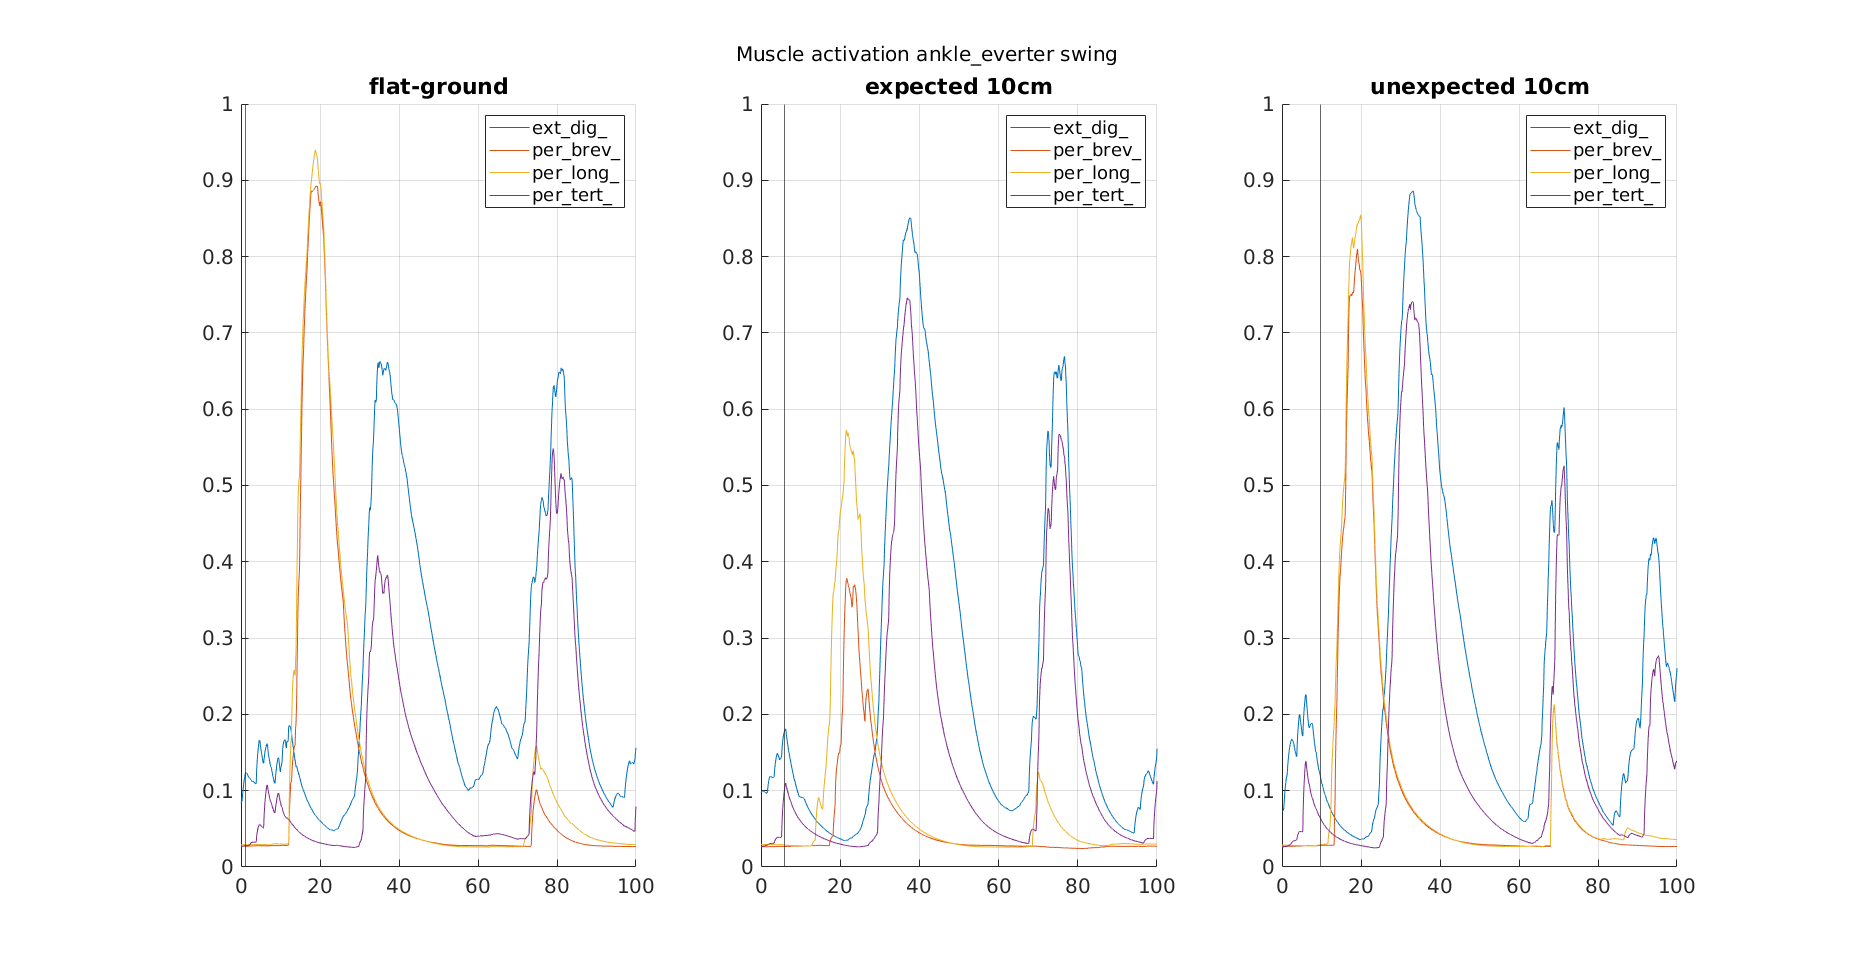 Muscle activation ankle_everter swing
flat-ground
expected 10cm
unexpected 10cm
1
0.9
0.8
0.7
0.6
0.5
0.4
0.3
0.2
0.1
0
0 20 40 60 80 100
ext_dig_
per_brev_
per_long_
per_tert_
1
0.9
0.8
0.7
0.6
0.5
0.4
0.3
0.2
0.1
0
0 20 40 60 80 100
ext_dig_
per_brev_
per_long_
per_tert_
1
0.9
0.8
0.7
0.6
0.5
0.4
0.3
0.2
0.1
0
0 20 40 60 80 100
ext_dig_
per_brev_
per_long_
per_tert_